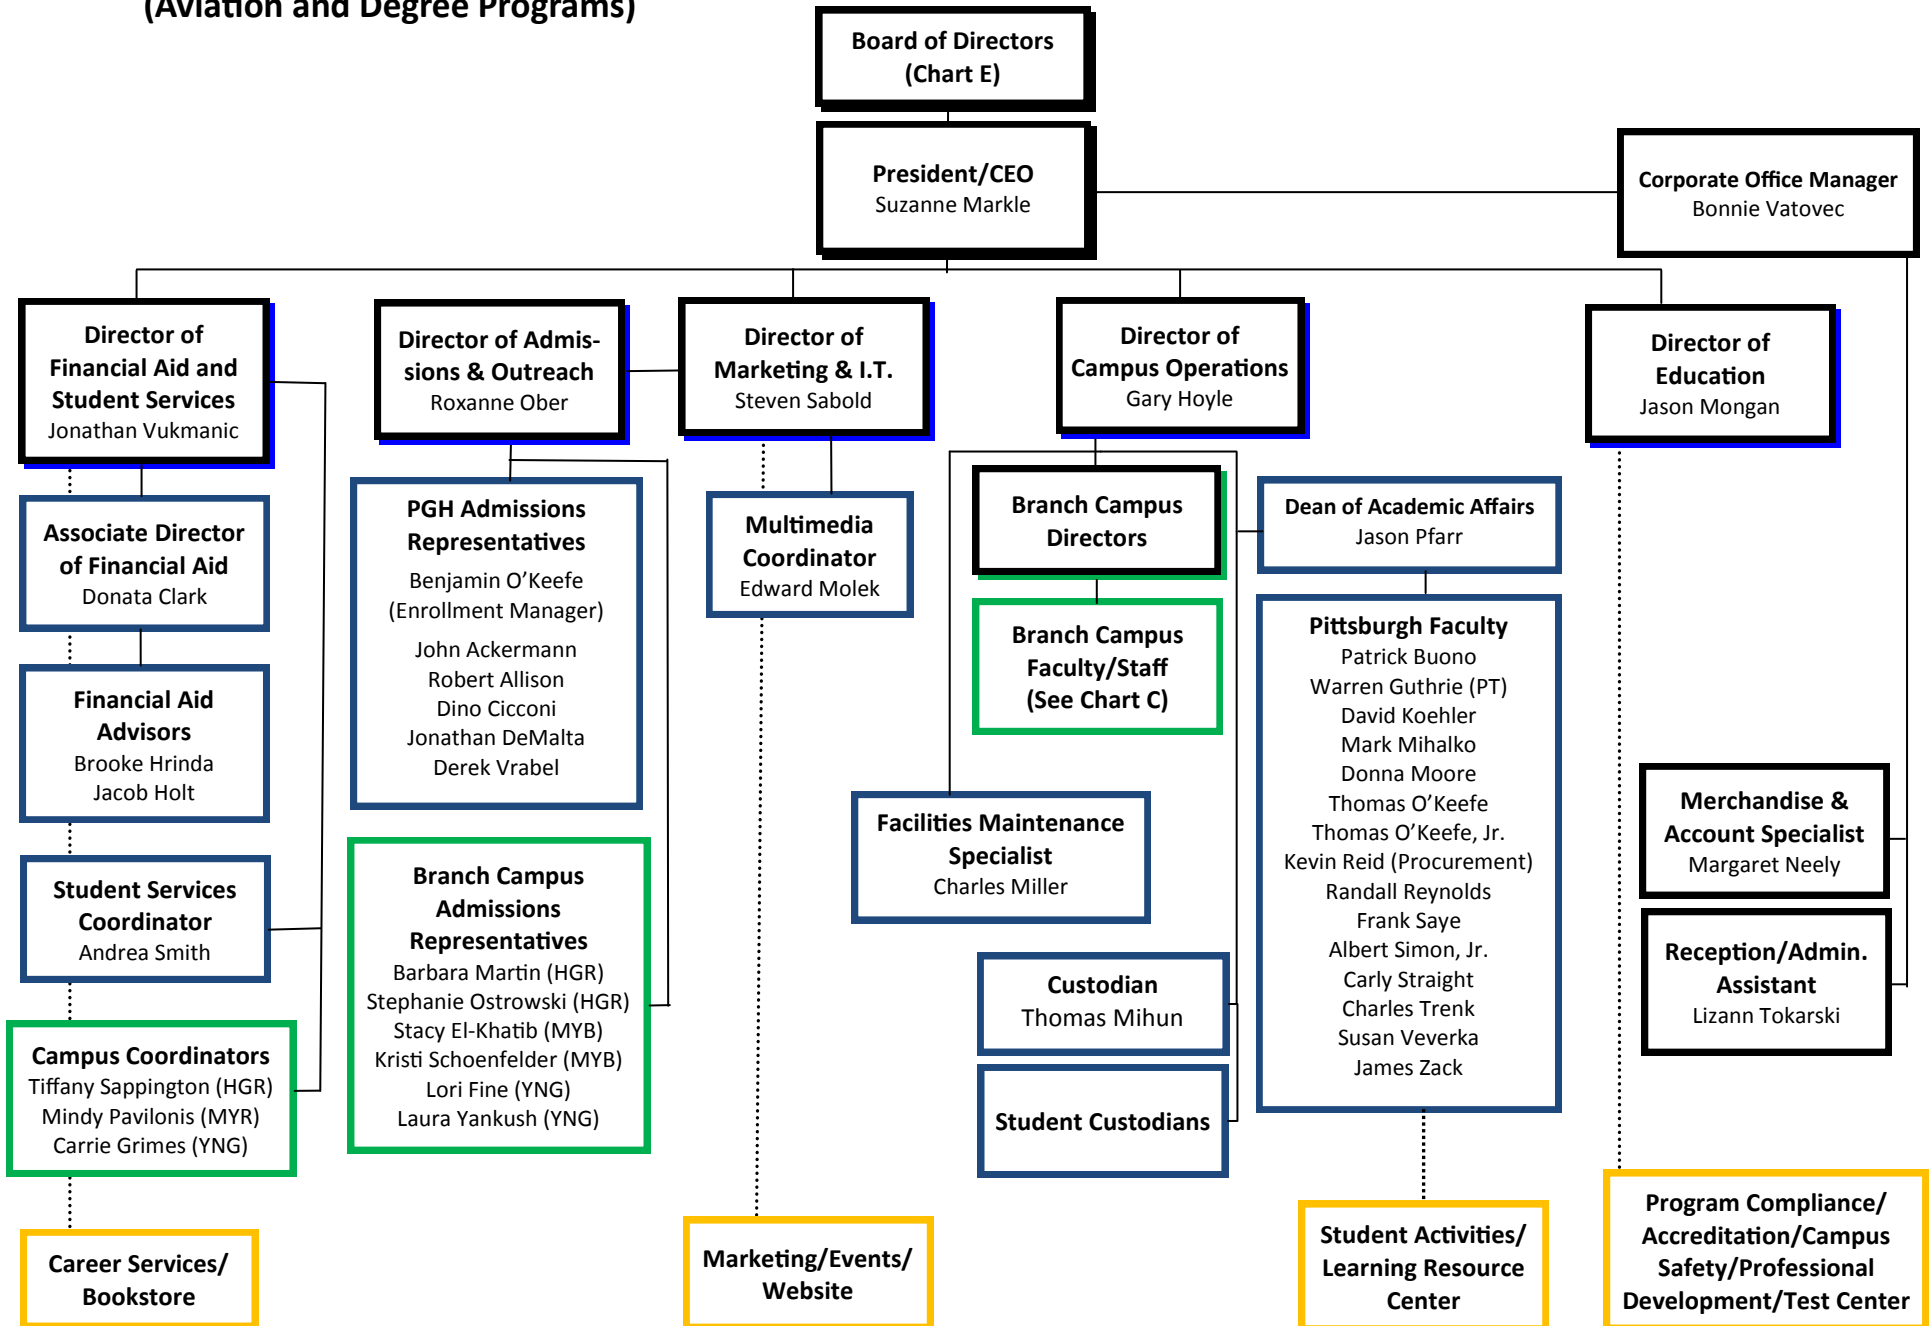 (Aviation and Degree Programs)
Board of Directors
(Chart E)
President/CEO
Suzanne Markle
Corporate Office Manager
Bonnie Vatovec
Director of
Financial Aid and
Student Services
Jonathan Vukmanic
Director of Admis-
sions & Outreach
Roxanne Ober
Director of
Marketing & I.T.
Steven Sabold
Director of
Campus Operations
Gary Hoyle
Director of
Education
Jason Mongan
Associate Director
of Financial Aid
Donata Clark
Financial Aid
Advisors
Brooke Hrinda
Jacob Holt
Student Services
Coordinator
Andrea Smith
Campus Coordinators
Tiffany Sappington (HGR)
Mindy Pavilonis (MYR)
Carrie Grimes (YNG)
Career Services/
Bookstore
PGH Admissions
Representatives
Benjamin O'Keefe
(Enrollment Manager)
John Ackermann
Robert Allison
Dino Cicconi
Jonathan DeMalta
Derek Vrabel
Branch Campus
Admissions
Representatives
Barbara Martin (HGR)
Stephanie Ostrowski (HGR)
Stacy El-Khatib (MYB)
Kristi Schoenfelder (MYB)
Lori Fine (YNG)
Laura Yankush (YNG)
Multimedia
Coordinator
Edward Molek
Marketing/Events/
Website
Branch Campus
Directors
Branch Campus
Faculty/Staff
(See Chart C)
Facilities Maintenance
Specialist
Charles Miller
Custodian
Thomas Mihun
Student Custodians
Dean of Academic Affairs
Jason Pfarr
Pittsburgh Faculty
Patrick Buono
Warren Guthrie (PT)
David Koehler
Mark Mihalko
Donna Moore
Thomas O'Keefe
Thomas O'Keefe, Jr.
Kevin Reid (Procurement)
Randall Reynolds
Frank Saye
Albert Simon, Jr.
Carly Straight
Charles Trenk
Susan Veverka
James Zack
Student Activities/
Learning Resource
Center
Merchandise &
Account Specialist
Margaret Neely
Reception/Admin.
Assistant
Lizann Tokarski
Program Compliance/
Accreditation/Campus
Safety/Professional
Development/Test Center